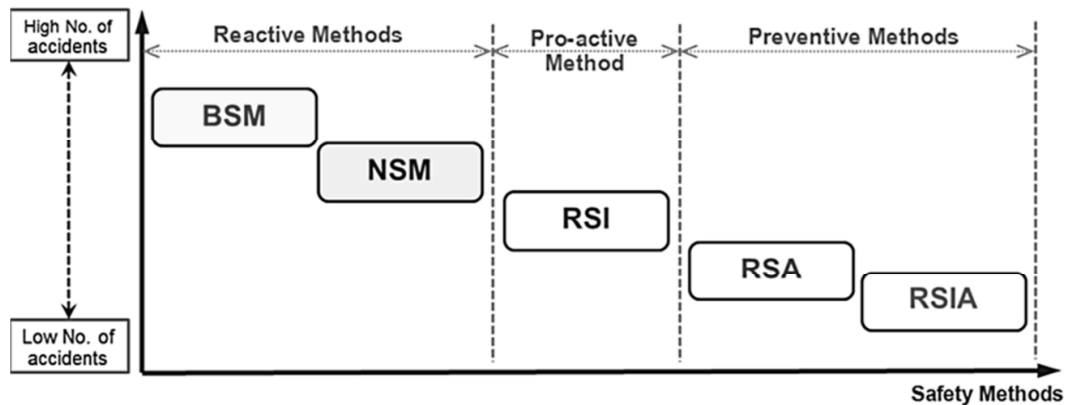 High No. of
accidents
Reactive Methods
Pro-active
Method
Preventive Methods
BSM
NSM
RSI
RSA
RSIA
Low No. of
accidents
Safety Methods